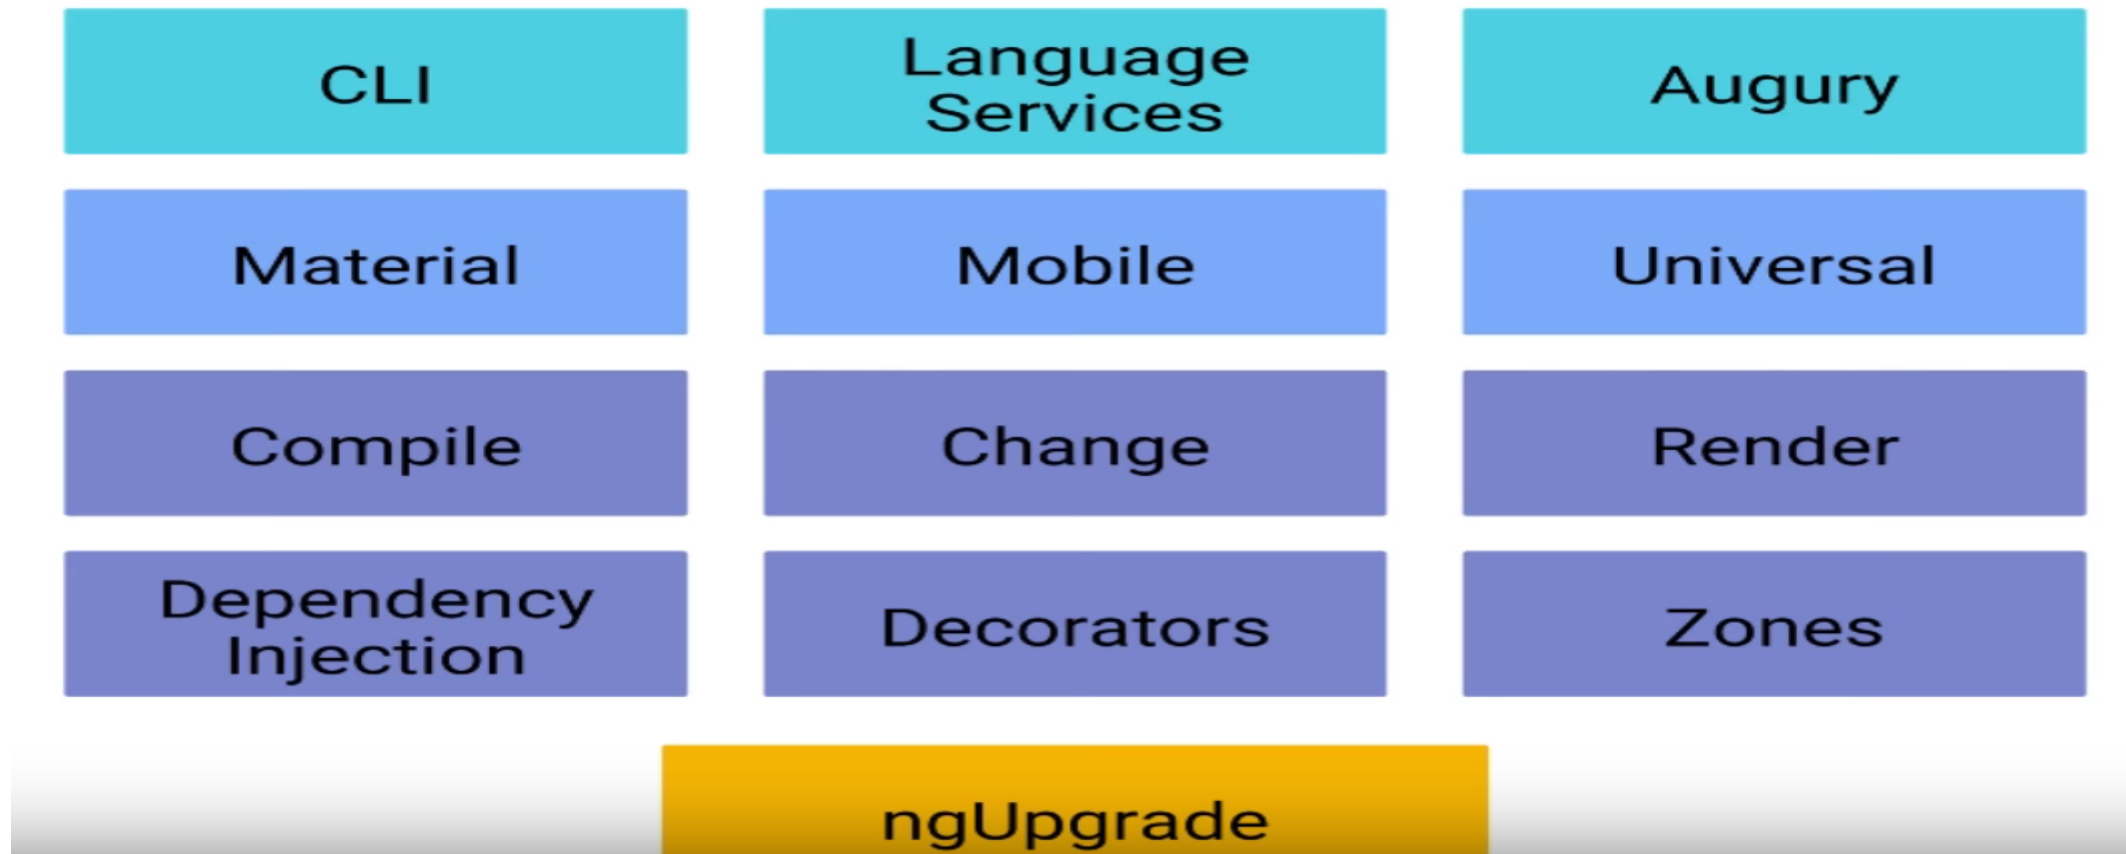 CLI
Language
Services
Augury
Material
Mobile
Universal
Compile
Change
Render
Dependency
Injection
Decorators
Zones
ngUpgrade